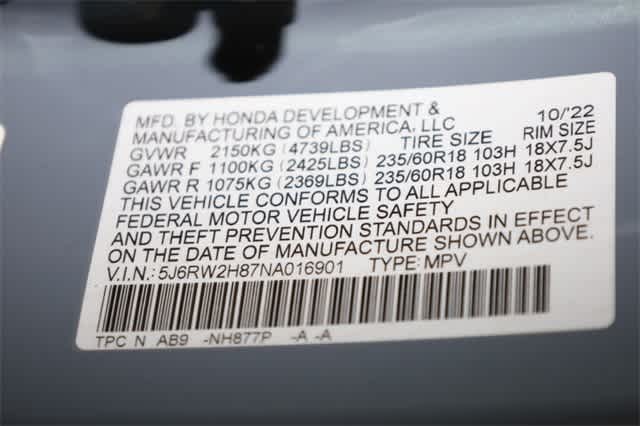 MFD. BY HONDA DEVELOPMENT &
MANUFACTURING OF AMERICA, LLC 10/'22
GVWR 2150KG (4739LBS) TIRE SIZE RIM SIZE
GAWR F 1100KG (2425LBS) 235/60R18 103H 18X7.5J
GAWR R 1075KG (2369LBS) 235/60R18 103H 18X7.5J
THIS VEHICLE CONFORMS TO ALL APPLICABLE
FEDERAL MOTOR VEHICLE SAFETY
AND THEFT PREVENTION STANDARDS IN EFFECT
ON THE DATE OF MANUFACTURE SHOWN ABOVE.
V.I.N.: 5J6RW2H87NA016901 TYPE: MPV
TPC N AB9 -NH877P -A -A